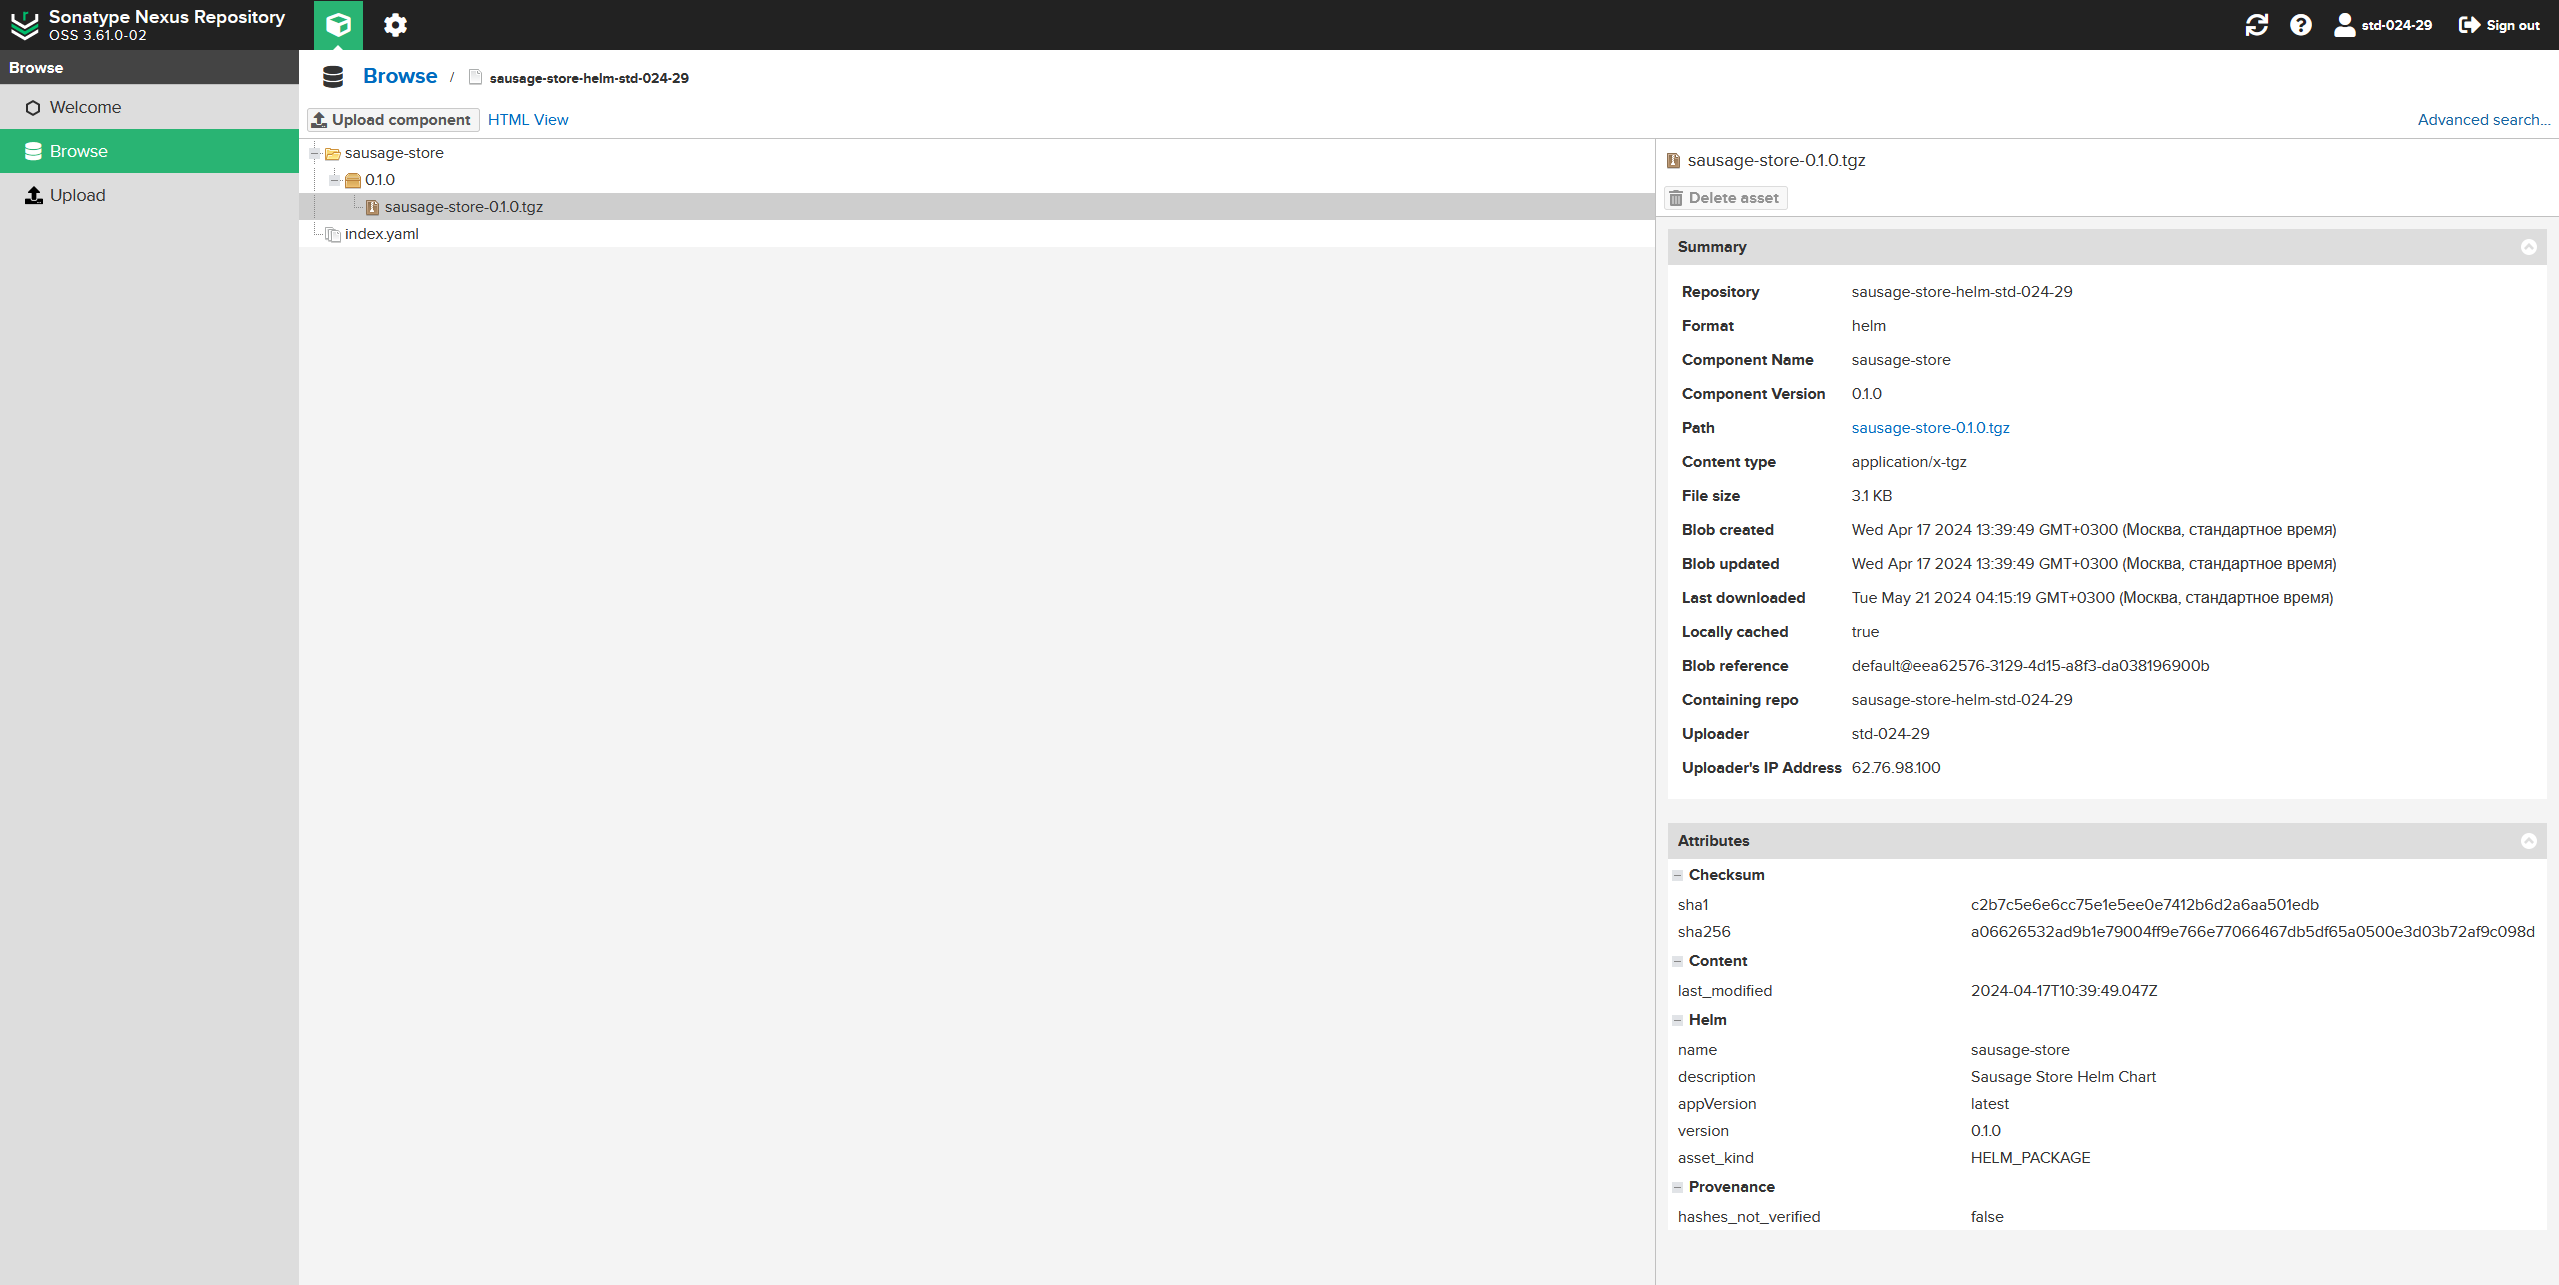 Sonatype Nexus Repository
OSS 3.61.0-02
std-024-29
Sign out
Browse
Welcome
Browse
Upload
Browse / sausage-store-helm-std-024-29
Upload component
HTML View
Advanced search...
sausage-store
0.1.0
sausage-store-0.1.0.tgz
index.yaml
sausage-store-0.1.0.tgz
Delete asset
Summary
Repository sausage-store-helm-std-024-29
Format helm
Component Name sausage-store
Component Version 0.1.0
Path sausage-store-0.1.0.tgz
Content type application/x-tgz
File size 3.1 KB
Blob created Wed Apr 17 2024 13:39:49 GMT+0300 (Москва, стандартное время)
Blob updated Wed Apr 17 2024 13:39:49 GMT+0300 (Москва, стандартное время)
Last downloaded Tue May 21 2024 04:15:19 GMT+0300 (Москва, стандартное время)
Locally cached true
Blob reference default@eea62576-3129-4d15-a8f3-da038196900b
Containing repo sausage-store-helm-std-024-29
Uploader std-024-29
Uploader's IP Address 62.76.98.100
Attributes
Checksum
sha1 c2b7c5e6e6cc75e1e5ee0e7412b6d2a6aa501edb
sha256 a06626532ad9b1e79004ff9e766e77066467db5df65a0500e3d03b72af9c098d
Content
last_modified 2024-04-17T10:39:49.047Z
Helm
name sausage-store
description Sausage Store Helm Chart
appVersion latest
version 0.1.0
asset_kind HELM_PACKAGE
Provenance
hashes_not_verified false